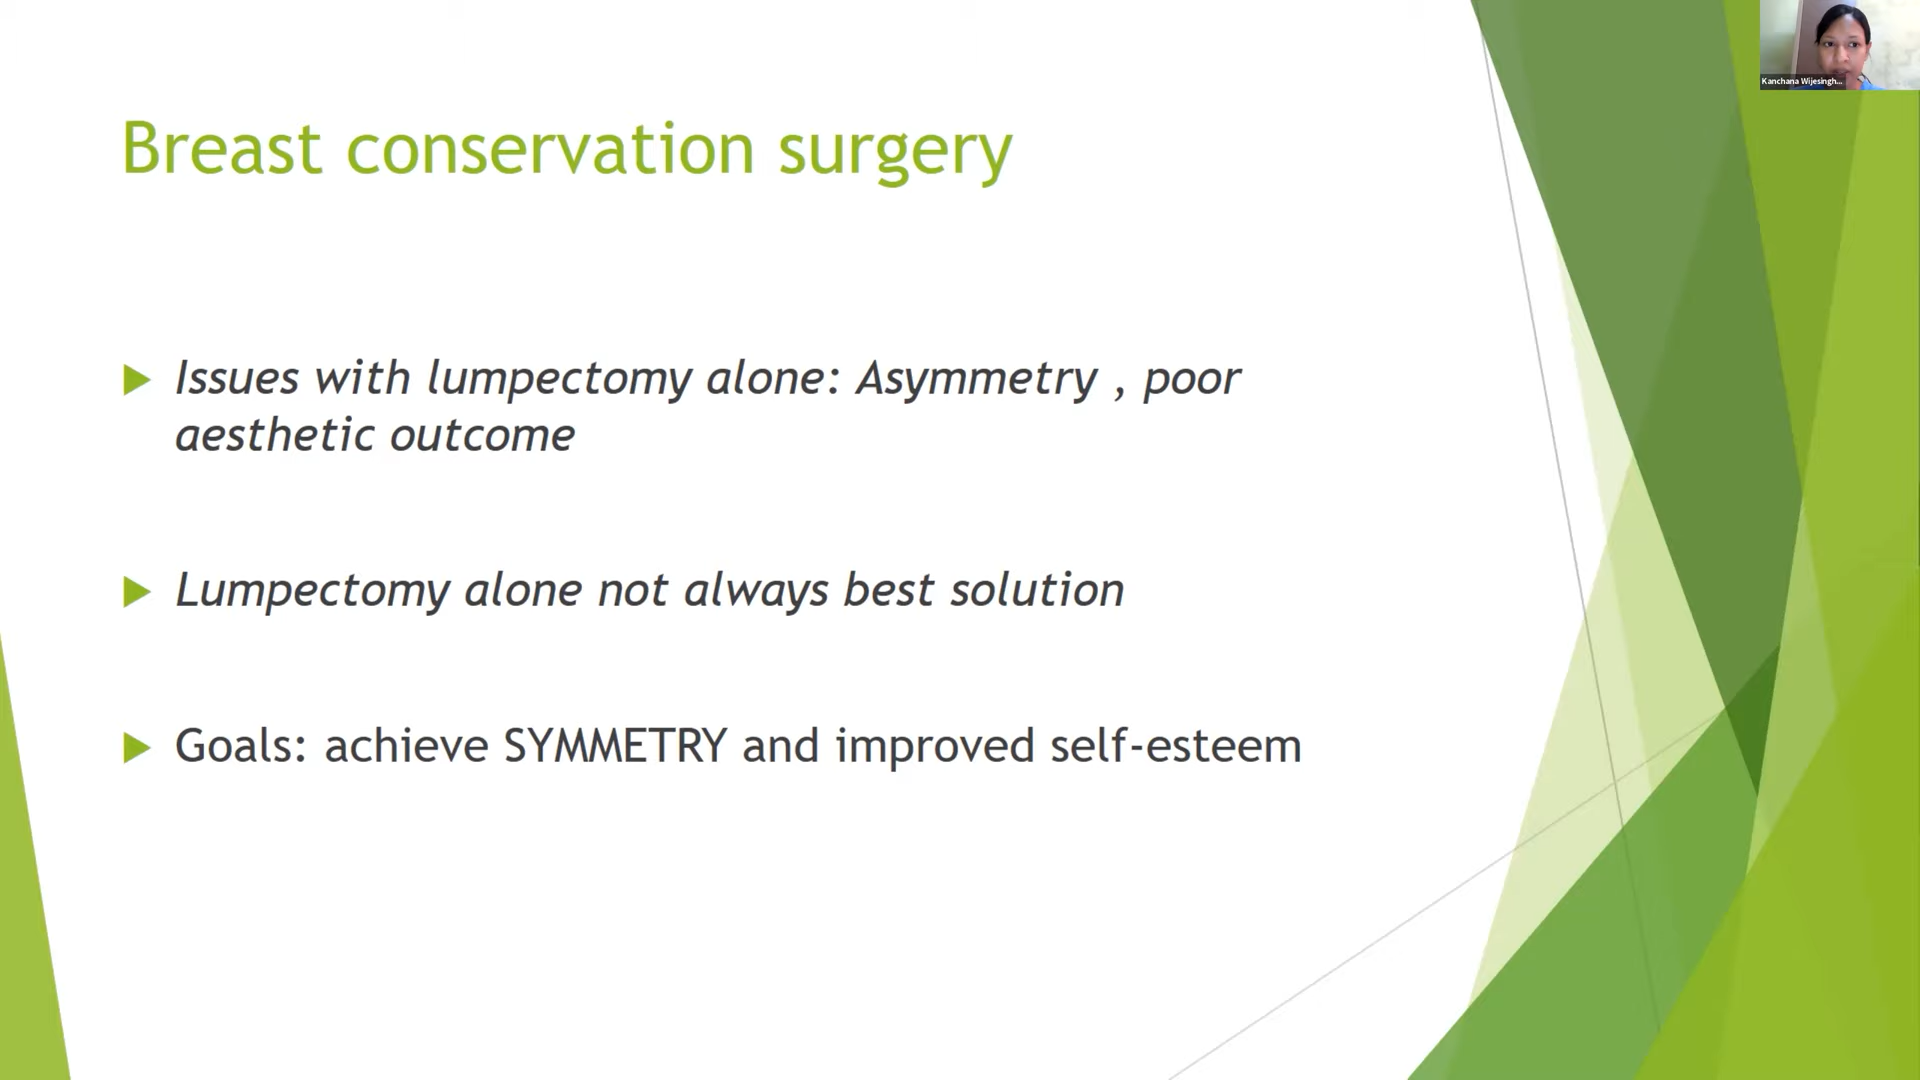 Kanchana Wijesingh...
Breast conservation surgery
Issues with lumpectomy alone: Asymmetry , poor
aesthetic outcome
Lumpectomy alone not always best solution
Goals: achieve SYMMETRY and improved self-esteem